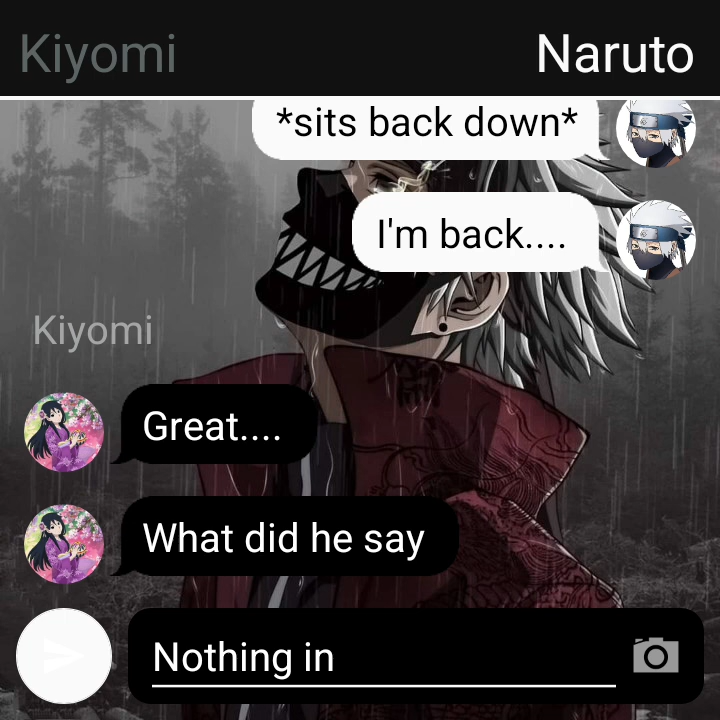 Kiyomi
Naruto
*sits back down*
I'm back....
Kiyomi
Great....
What did he say
Nothing in